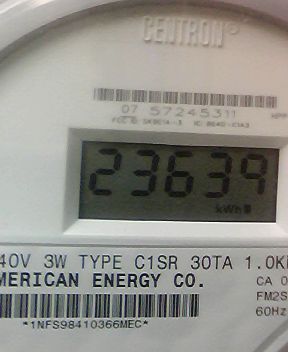 CENTRON®
07 57245311
23639
kWh
40V 3W TYPE C1SR 30TA 1.0K
MERICAN ENERGY CO.
CA 0
FM2S
60Hz
*1NFS98410366MEC*